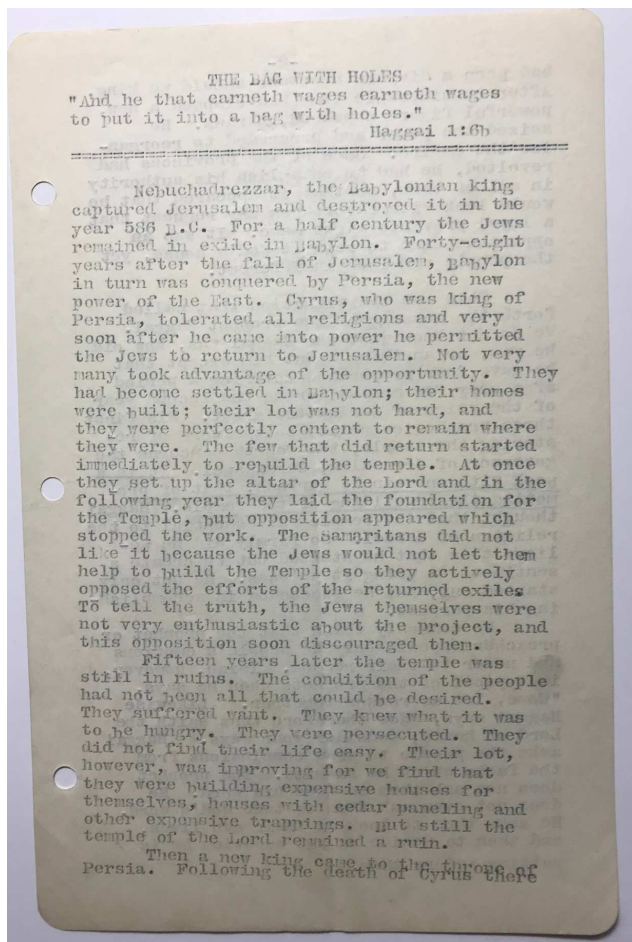 THE BAG WITH HOLES
"And he that earneth wages earneth wages
to put it into a bag with holes."
Haggai 1:6b
Nebuchadrezzar, the Babylonian king
captured Jerusalem and destroyed it in the
year 586 B.C. For a half century the Jews
remained in exile in Babylon. Forty-eight
years after the fall of Jerusalem, Babylon
in turn was conquered by Persia, the new
power of the East. Cyrus, who was king of
Persia, tolerated all religions and very
soon after he came into power he permitted
the Jews to return to Jerusalem. Not very
many took advantage of the opportunity. They
had become settled in Babylon; their homes
were built; their lot was not hard, and
they were perfectly content to remain where
they were. The few that did return started
immediately to rebuild the temple. At once
they set up the altar of the Lord and in the
following year they laid the foundation for
the Temple, but opposition appeared which
stopped the work. The Samaritans did not
like it because the Jews would not let them
help to build the Temple so they actively
opposed the efforts of the returned exiles
To tell the truth, the Jews themselves were
not very enthusiastic about the project, and
this opposition soon discouraged them.
Fifteen years later the temple was
still in ruins. The condition of the people
had not been all that could be desired.
They suffered want. They knew what it was
to be hungry. They were persecuted. They
did not find their life easy. Their lot,
however, was improving for we find that
they were building expensive houses for
themselves, houses with cedar paneling and
other expensive trappings. But still the
temple of the Lord remained a ruin.
Then a new king came to the throne of
Persia. Following the death of Cyrus there